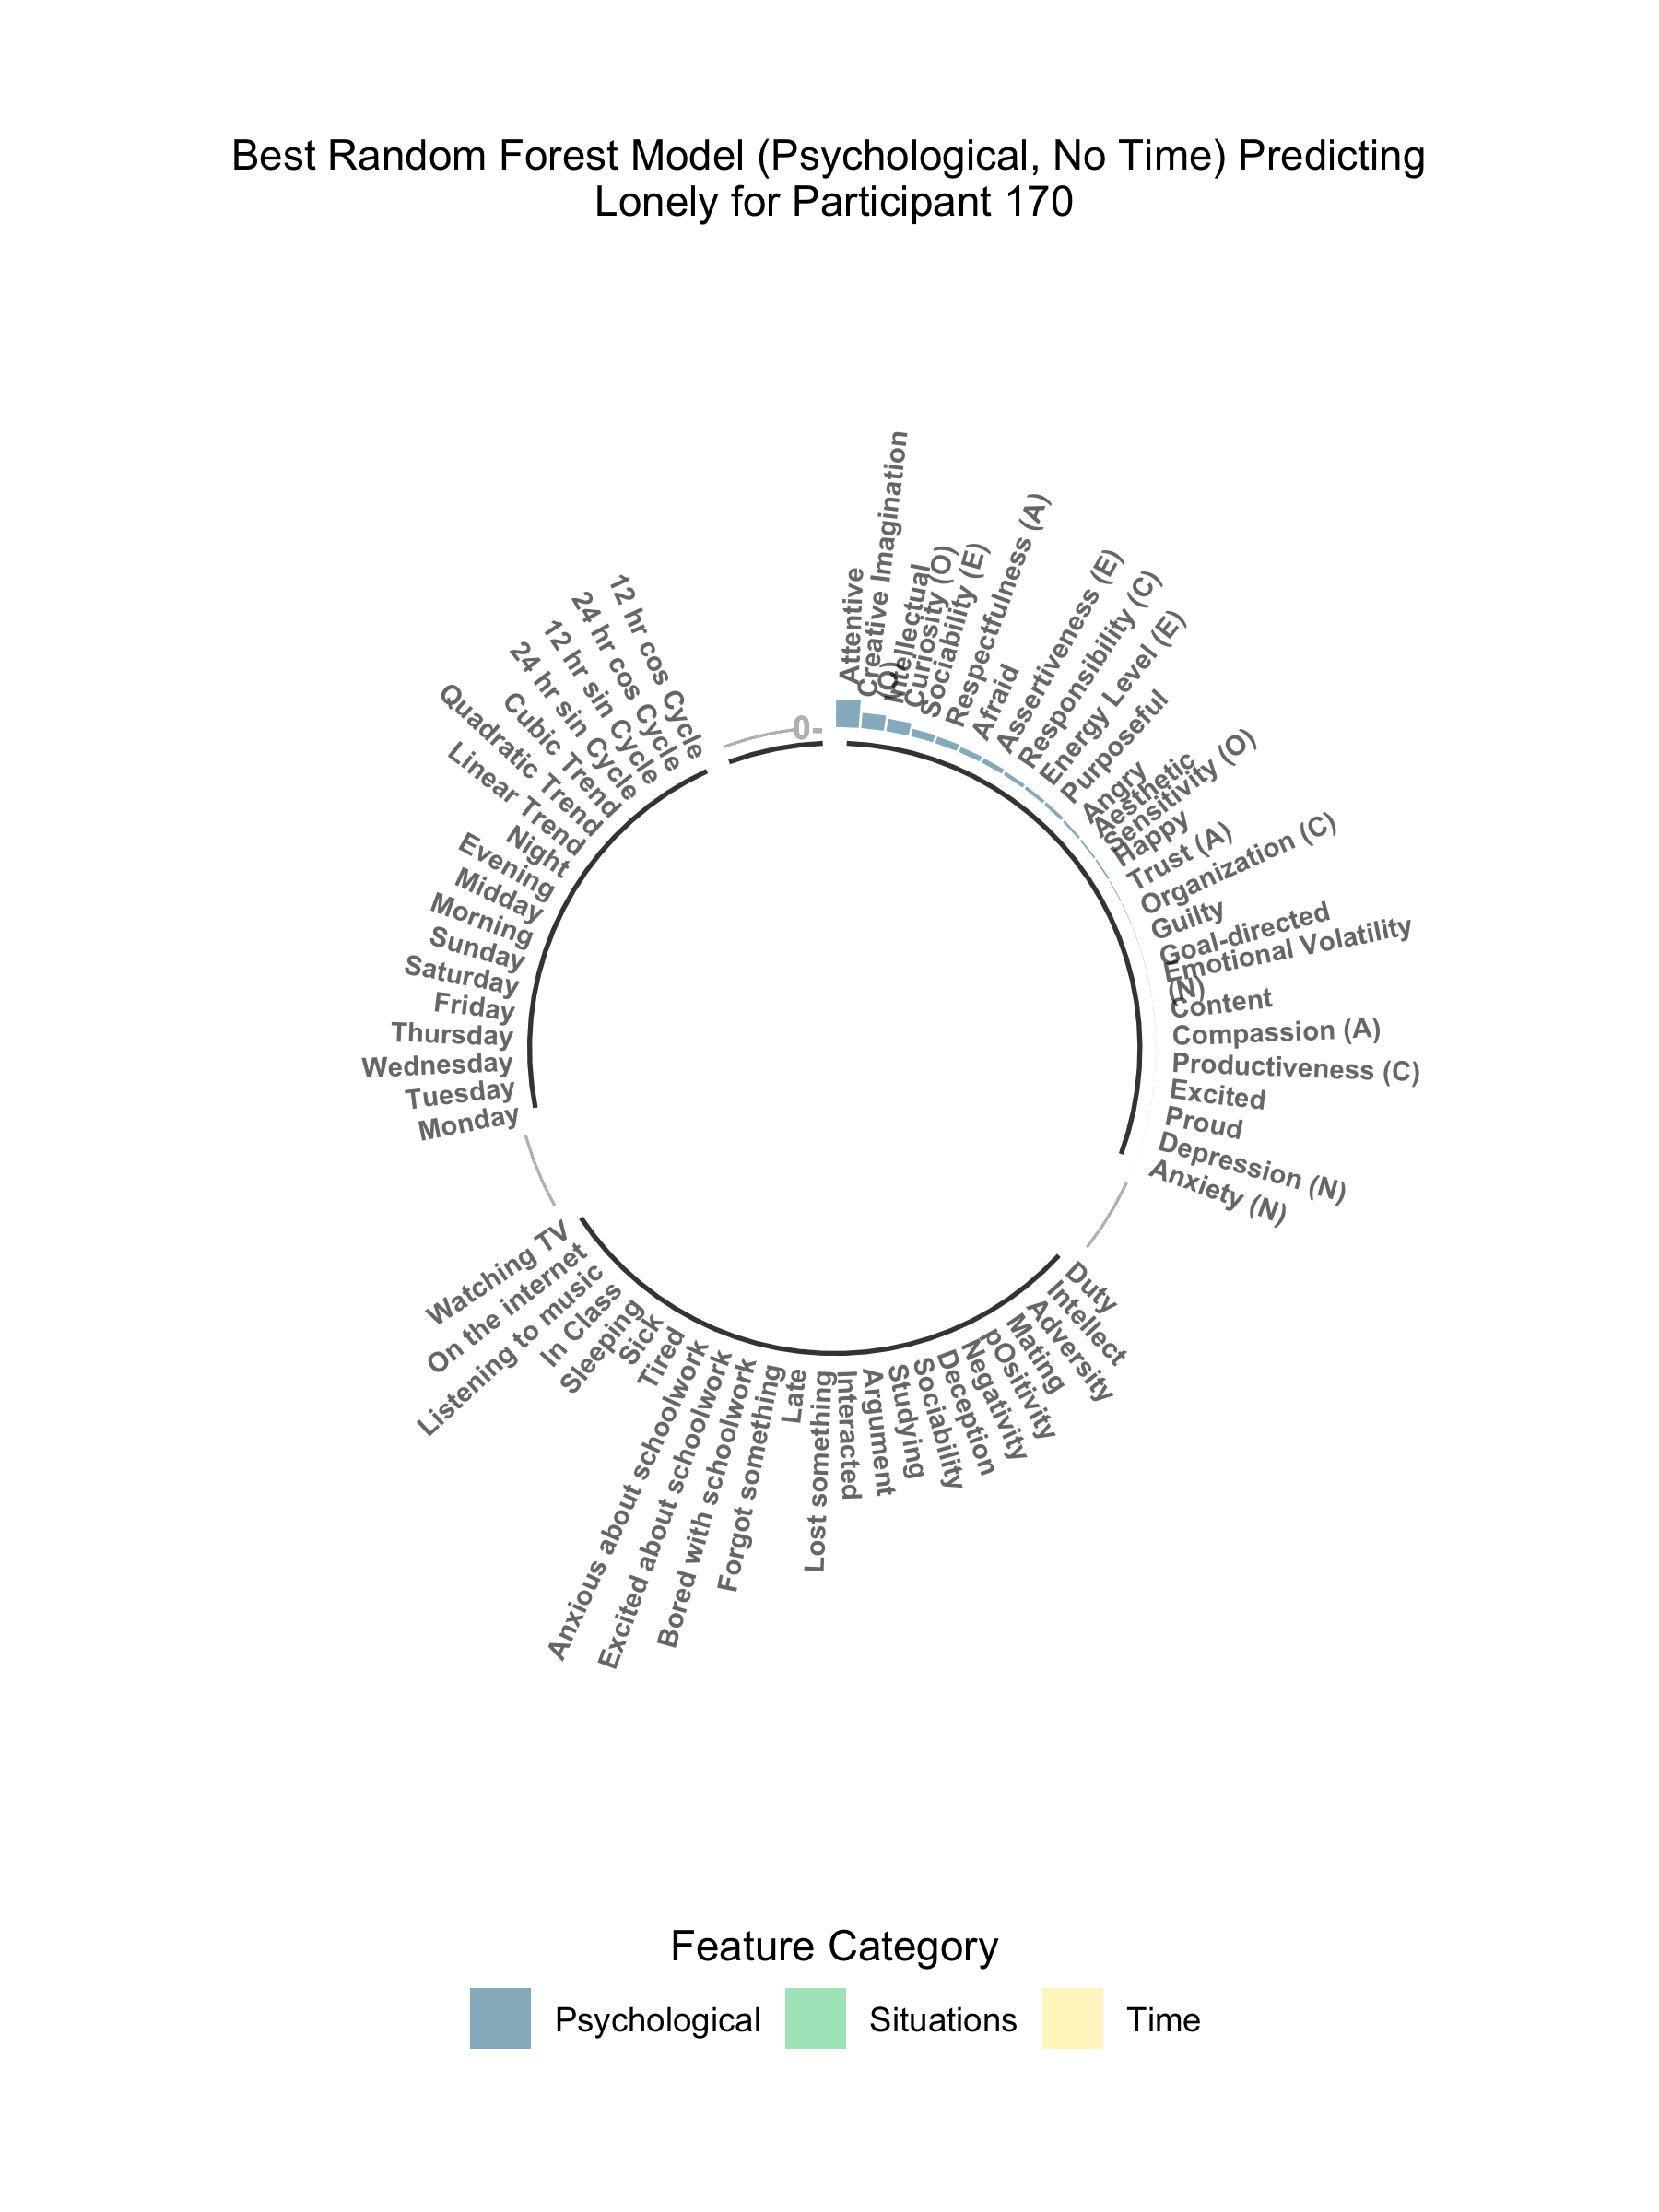 Best Random Forest Model (Psychological, No Time) Predicting
Lonely for Participant 170
0-
Attentive
Creative Imagination
(O)
Intellectual
Curiosity (O)
Sociability (E)
Respectfulness (A)
Afraid
Assertiveness (E)
Responsibility (C)
Energy Level (E)
Purposeful
Angry
Aesthetic
Sensitivity (O)
Happy
Trust (A)
Organization (C)
Guilty
Goal-directed
Emotional Volatility
(N)
Content
Compassion (A)
Productiveness (C)
Excited
Proud
Depression (N)
Anxiety (N)
Duty
Intellect
Adversity
Mating
pOsitivity
Negativity
Deception
Sociability
Studying
Argument
Interacted
Lost something
Late
Forgot something
Bored with schoolwork
Excited about schoolwork
Anxious about schoolwork
Tired
Sick
Sleeping
In Class
Listening to music
On the internet
Watching TV
Monday
Tuesday
Wednesday
Thursday
Friday
Saturday
Sunday
Morning
Midday
Evening
Night
Linear Trend
Quadratic Trend
Cubic Trend
24 hr sin Cycle
12 hr sin Cycle
24 hr cos Cycle
12 hr cos Cycle
Feature Category
Psychological
Situations
Time